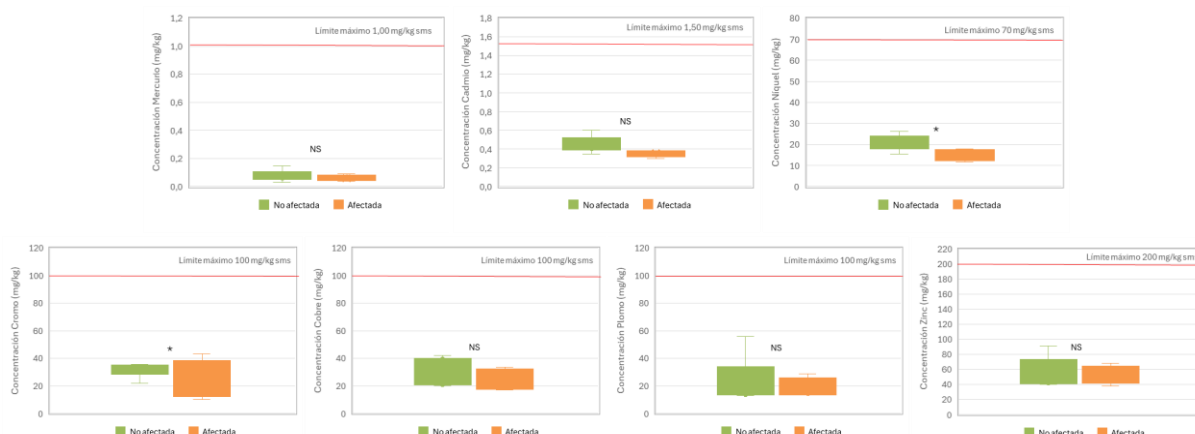 Concentración Mercurio (mg/kg)
1,2
1,0
0,8
0,6
0,4
0,2
0,0
Límite máximo 1,00 mg/kg sms
NS
No afectada Afectada
Concentración Cadmio (mg/kg)
1,8
1,6
1,4
1,2
1,0
0,8
0,6
0,4
0,2
0,0
Límite máximo 1,50 mg/kg sms
NS
No afectada Afectada
Concentración Niquel (mg/kg)
80
70
60
50
40
30
20
10
0
Límite máximo 70 mg/kg sms
*
No afectada Afectada
Concentración Cromo (mg/kg)
120
100
80
60
40
20
0
Límite máximo 100 mg/kg sms
*
No afectada Afectada
Concentración Cobre (mg/kg)
120
100
80
60
40
20
0
Límite máximo 100 mg/kg sms
NS
No afectada Afectada
Concentración Plomo (mg/kg)
120
100
80
60
40
20
0
Límite máximo 100 mg/kg sms
NS
No afectada Afectada
Concentración Zinc (mg/kg)
220
200
180
160
140
120
100
80
60
40
20
0
Límite máximo 200 mg/kg sms
NS
No afectada Afectada